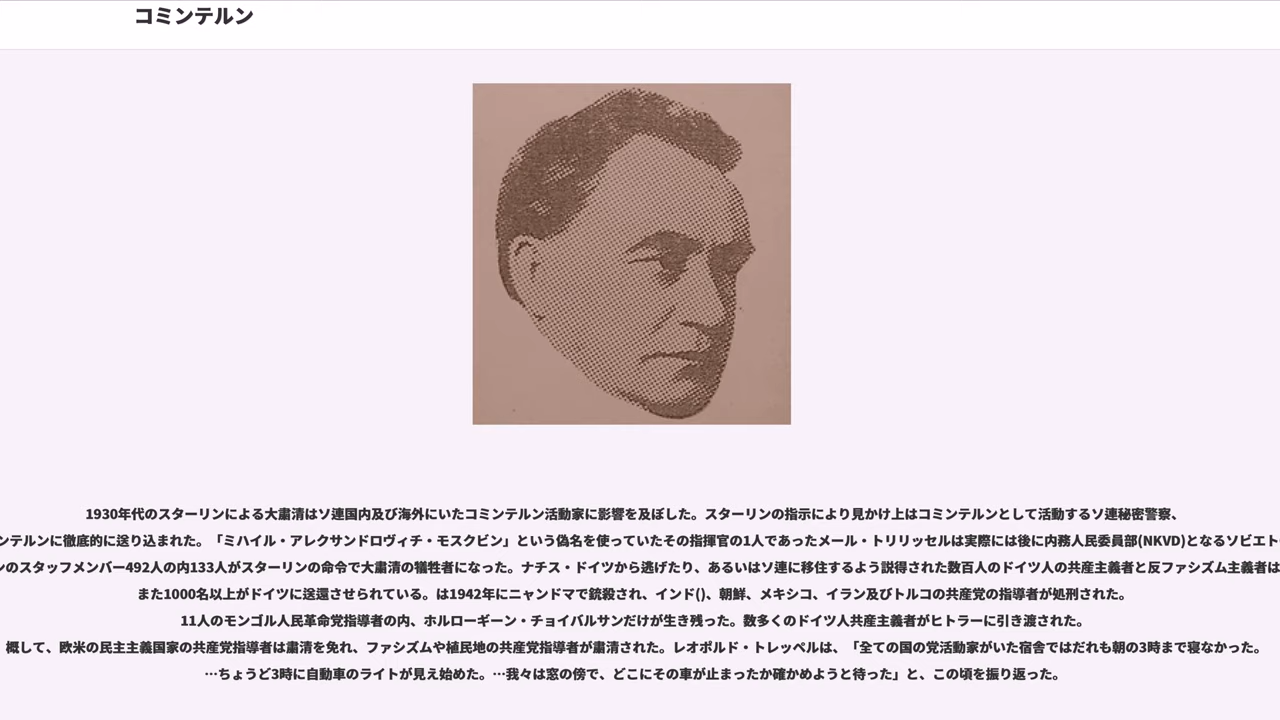 コミンテルン
1930年代のスターリンによる大粛清はソ連国内及び海外にいたコミンテルン活動家に影響を及ぼした。スターリンの指示により見かけ上はコミンテルンとして活動するソ連秘密警察、
ンテルンに徹底的に送り込まれた。「ミハイル・アレクサンドロヴィチ・モスクビン」という偽名を使っていたその指揮官の1人であったメール・トリリッセルは実際には後に内務人民委員部(NKVD)となるソビエト
ンのスタッフメンバー492人の内133人がスターリンの命令で大粛清の犠牲者になった。ナチス・ドイツから逃げたり、あるいはソ連に移住するよう説得された数百人のドイツ人の共産主義者と反ファシズム主義者は
また1000名以上がドイツに送還させられている。は1942年にニャンドマで銃殺され、インド()、朝鮮、メキシコ、イラン及びトルコの共産党の指導者が処刑された。
11人のモンゴル人民革命党指導者の内、ホルローギーン・チョイバルサンだけが生き残った。数多くのドイツ人共産主義者がヒトラーに引き渡された。
概して、欧米の民主主義国家の共産党指導者は粛清を免れ、ファシズムや植民地の共産党指導者が粛清された。レオポルド・トレッペルは、「全ての国の党活動家がいた宿舎ではだれも朝の3時まで寝なかった。
…ちょうど3時に自動車のライトが見え始めた。…我々は窓の傍で、どこにその車が止まったか確かめようと待った」と、この頃を振り返った。